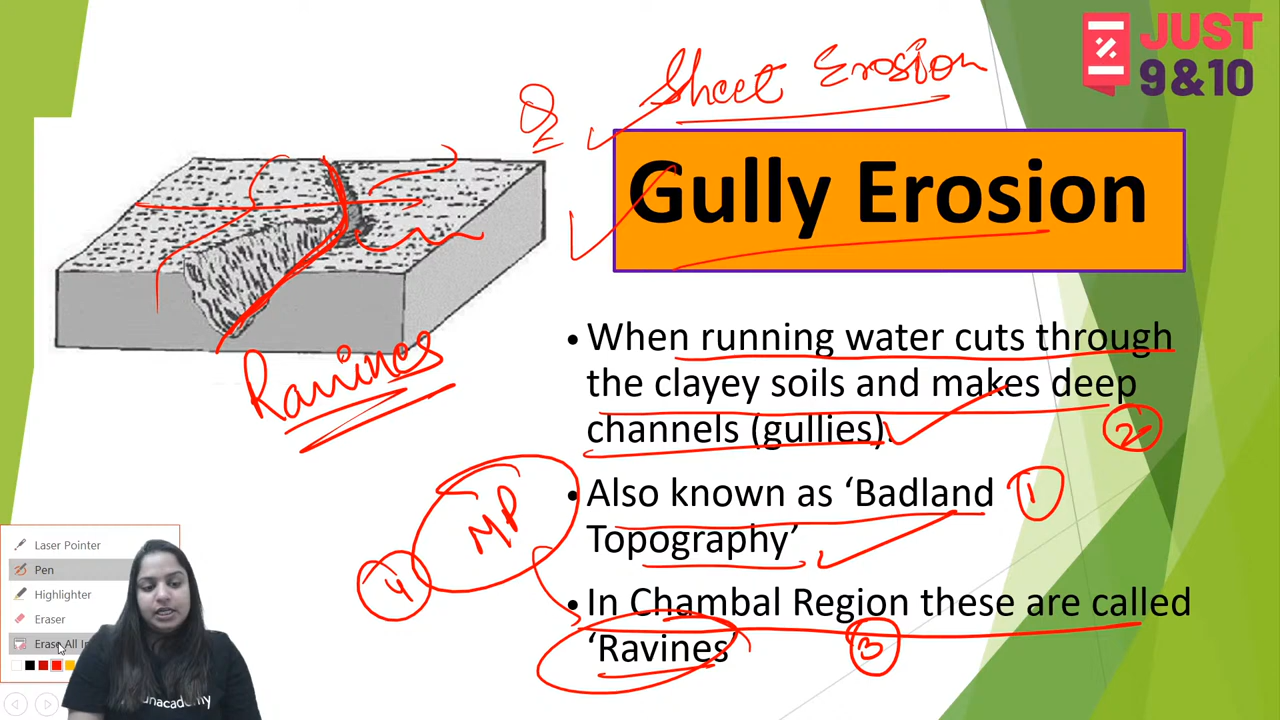 JUST
9&10
Sheet Erosion
Q
Gully Erosion
Ravines
• When running water cuts through
the clayey soils and makes deep
channels (gullies).
2
• Also known as ‘Badland
Topography’
1
MP
4
• In Chambal Region these are called
‘Ravines’
3
Laser Pointer
Pen
Highlighter
Eraser
Erase All In
unacademy